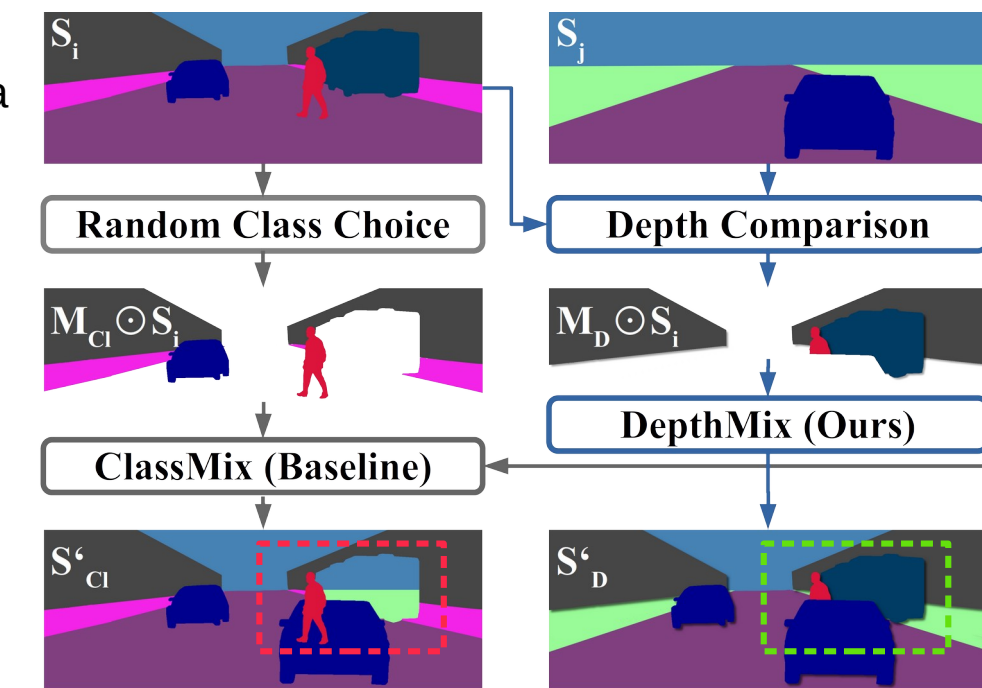 a
S_i
S_j
Random Class Choice
Depth Comparison
M_Cl ⊙ S_i
M_D ⊙ S_i
DepthMix (Ours)
ClassMix (Baseline)
S‘_Cl
S‘_D